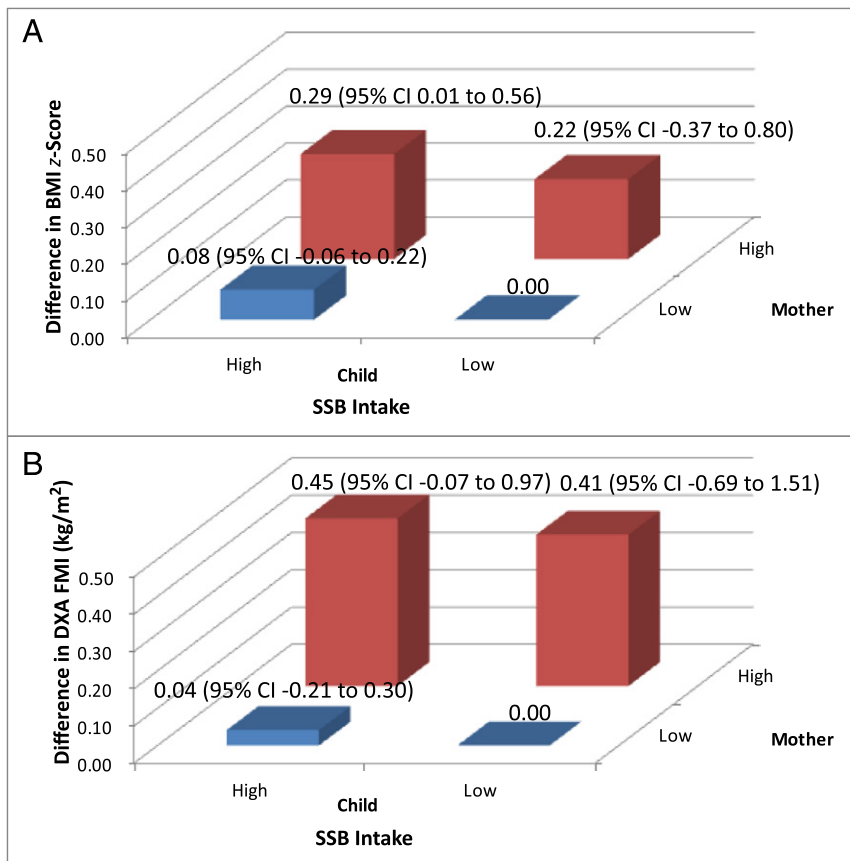 A
0.29 (95% CI 0.01 to 0.56)
0.22 (95% CI -0.37 to 0.80)
Difference in BMI z-Score
0.50
0.40
0.30
0.20
0.10
0.00
0.08 (95% CI -0.06 to 0.22)
0.00
High
Low
Mother
High
Low
Child
SSB Intake
B
0.45 (95% CI -0.07 to 0.97)
0.41 (95% CI -0.69 to 1.51)
Difference in DXA FMI (kg/m²)
0.50
0.40
0.30
0.20
0.10
0.00
0.04 (95% CI -0.21 to 0.30)
0.00
High
Low
Mother
High
Low
Child
SSB Intake